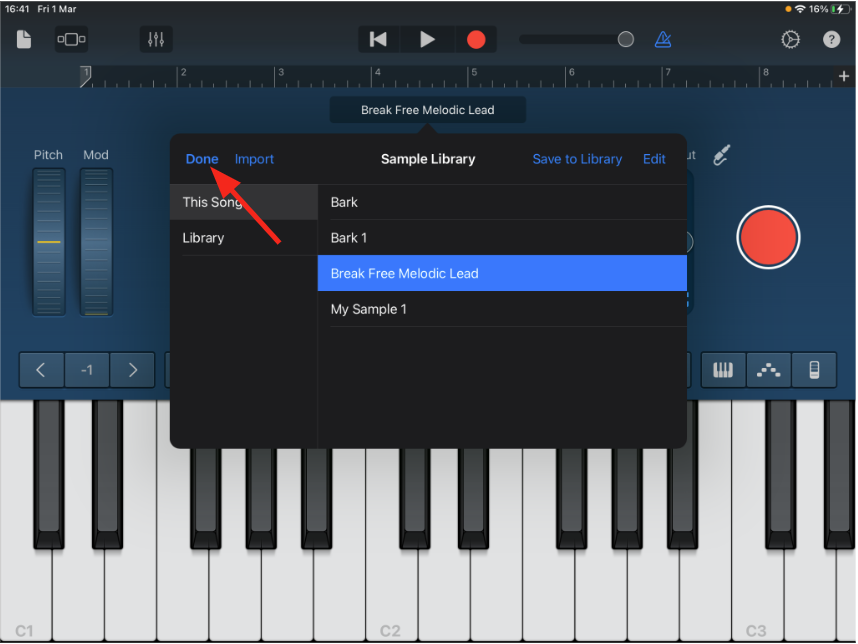 16:41 Fri 1 Mar
16%
?
1 2 3 4 5 6 7 8 +
Break Free Melodic Lead
Pitch Mod
Done Import Sample Library Save to Library Edit ut
This Song Bark
Library Bark 1
Break Free Melodic Lead
My Sample 1
-1
C1 C2 C3